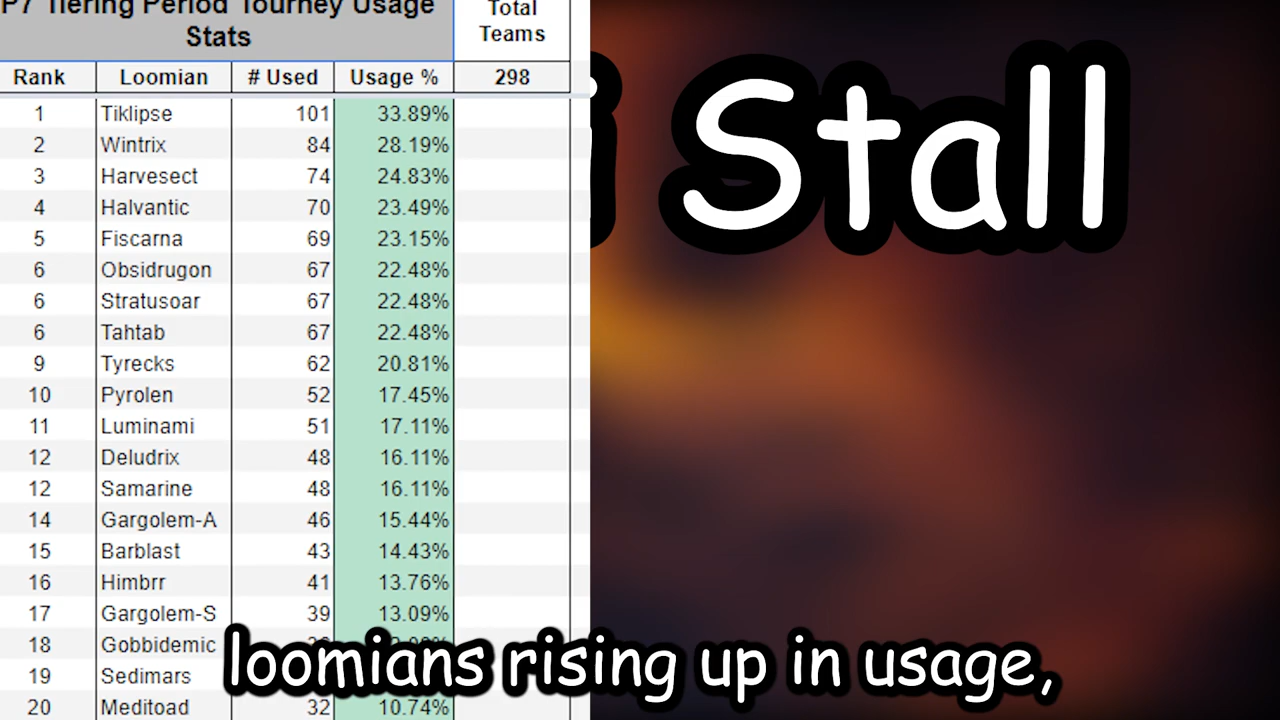 P7 Tiering Period Tourney Usage Stats
Total Teams
Rank Loomian # Used Usage % 298
1 Tiklipse 101 33.89%
2 Wintrix 84 28.19%
3 Harvesect 74 24.83%
4 Halvantic 70 23.49%
5 Fiscarna 69 23.15%
6 Obsidrugon 67 22.48%
6 Stratusoar 67 22.48%
6 Tahtab 67 22.48%
9 Tyrecks 62 20.81%
10 Pyrolen 52 17.45%
11 Luminami 51 17.11%
12 Deludrix 48 16.11%
12 Samarine 48 16.11%
14 Gargolem-A 46 15.44%
15 Barblast 43 14.43%
16 Himbrr 41 13.76%
17 Gargolem-S 39 13.09%
18 Gobbidemic
19 Sedimars
20 Meditoad 32 10.74%
i Stall
loomians rising up in usage,